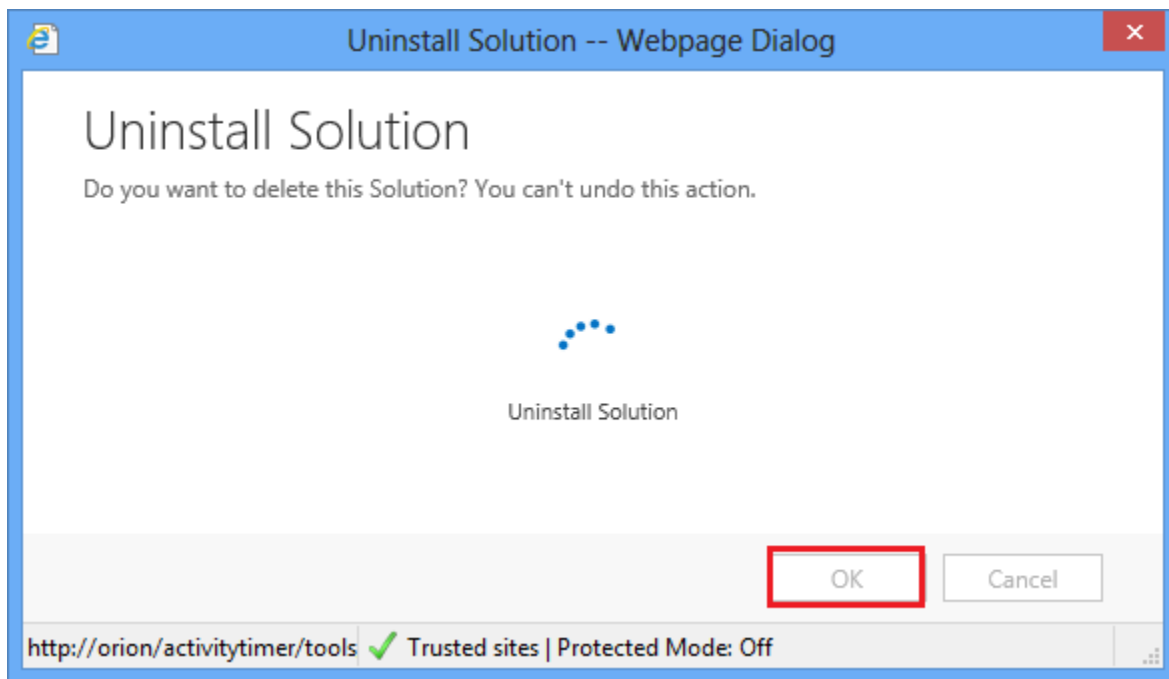 Uninstall Solution -- Webpage Dialog
Uninstall Solution
Do you want to delete this Solution? You can't undo this action.
Uninstall Solution
OK Cancel
http://orion/activitytimer/tools Trusted sites | Protected Mode: Off